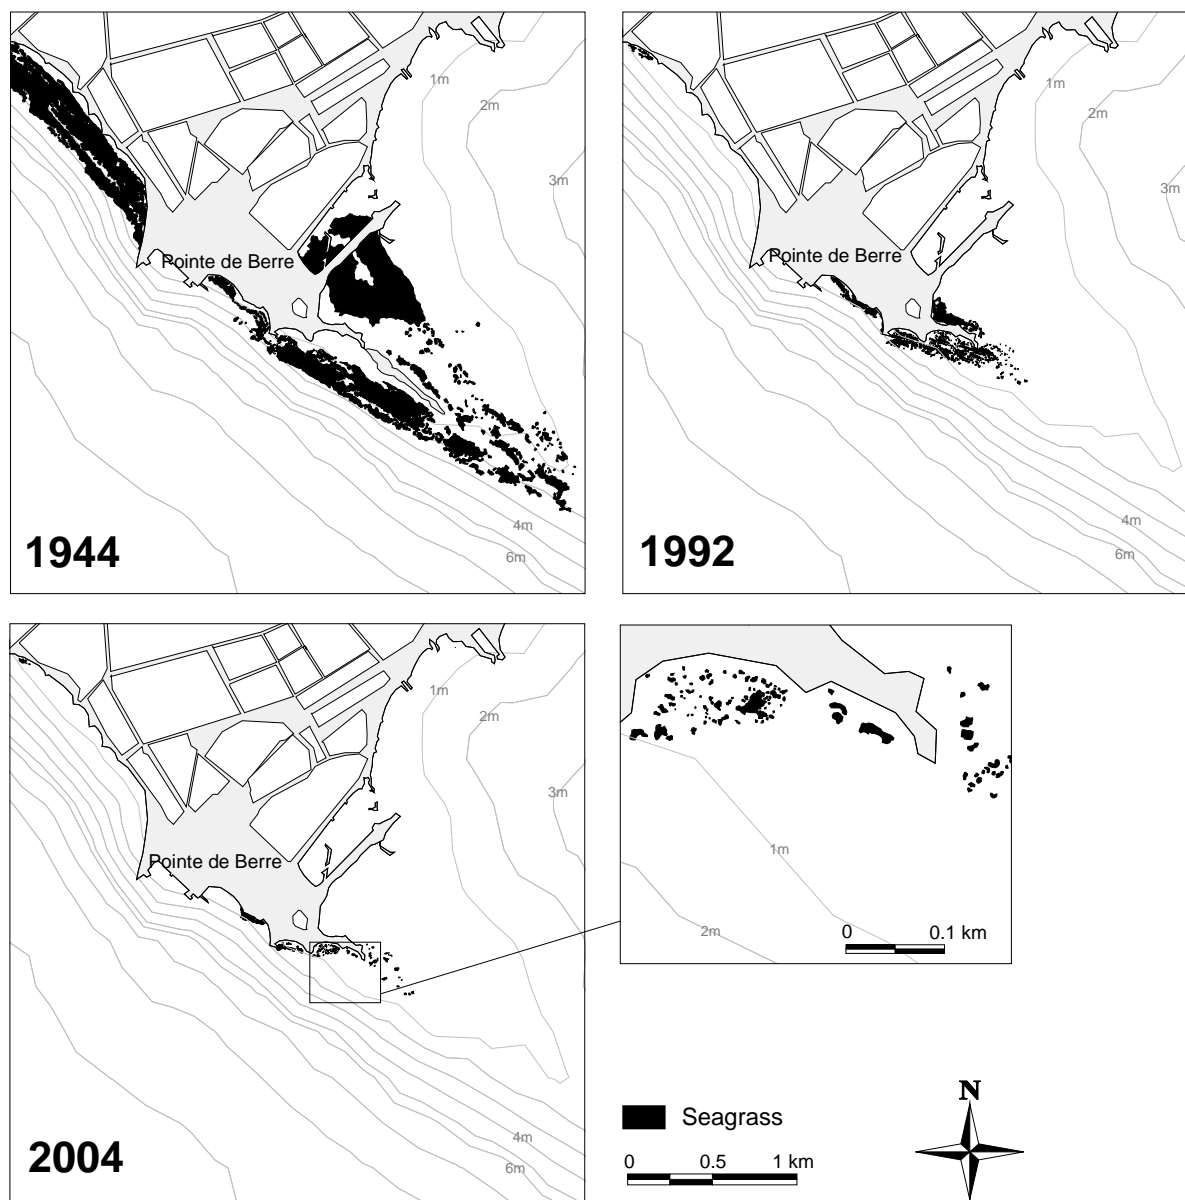 1m
2m
3m
Pointe de Berre
4m
6m
1944
1m
2m
3m
Pointe de Berre
4m
6m
1992
1m
2m
3m
Pointe de Berre
4m
6m
2004
1m
2m
0 0.1 km
N
Seagrass
0 0.5 1 km